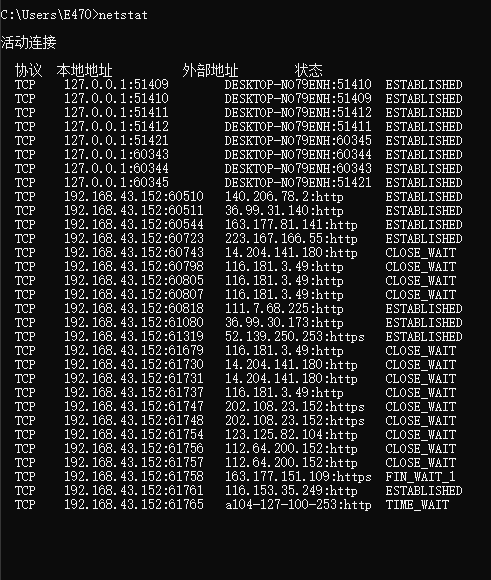 C:\Users\E470>netstat
活动连接
协议  本地地址          外部地址        状态
TCP    127.0.0.1:51409        DESKTOP-NO79ENH:51410  ESTABLISHED
TCP    127.0.0.1:51410        DESKTOP-NO79ENH:51409  ESTABLISHED
TCP    127.0.0.1:51411        DESKTOP-NO79ENH:51412  ESTABLISHED
TCP    127.0.0.1:51412        DESKTOP-NO79ENH:51411  ESTABLISHED
TCP    127.0.0.1:51421        DESKTOP-NO79ENH:60345  ESTABLISHED
TCP    127.0.0.1:60343        DESKTOP-NO79ENH:60344  ESTABLISHED
TCP    127.0.0.1:60344        DESKTOP-NO79ENH:60343  ESTABLISHED
TCP    127.0.0.1:60345        DESKTOP-NO79ENH:51421  ESTABLISHED
TCP    192.168.43.152:60510   140.206.78.2:http      ESTABLISHED
TCP    192.168.43.152:60511   36.99.31.140:http      ESTABLISHED
TCP    192.168.43.152:60544   163.177.81.141:http    ESTABLISHED
TCP    192.168.43.152:60723   223.167.166.55:http    ESTABLISHED
TCP    192.168.43.152:60743   14.204.141.180:http    CLOSE_WAIT
TCP    192.168.43.152:60798   116.181.3.49:http      CLOSE_WAIT
TCP    192.168.43.152:60805   116.181.3.49:http      CLOSE_WAIT
TCP    192.168.43.152:60807   116.181.3.49:http      CLOSE_WAIT
TCP    192.168.43.152:60818   111.7.68.225:http      ESTABLISHED
TCP    192.168.43.152:61080   36.99.30.173:http      ESTABLISHED
TCP    192.168.43.152:61319   52.139.250.253:https   ESTABLISHED
TCP    192.168.43.152:61679   116.181.3.49:http      CLOSE_WAIT
TCP    192.168.43.152:61730   14.204.141.180:http    CLOSE_WAIT
TCP    192.168.43.152:61731   14.204.141.180:http    CLOSE_WAIT
TCP    192.168.43.152:61737   116.181.3.49:http      CLOSE_WAIT
TCP    192.168.43.152:61747   202.108.23.152:https   CLOSE_WAIT
TCP    192.168.43.152:61748   202.108.23.152:https   CLOSE_WAIT
TCP    192.168.43.152:61754   123.125.82.104:http    CLOSE_WAIT
TCP    192.168.43.152:61756   112.64.200.152:http    CLOSE_WAIT
TCP    192.168.43.152:61757   112.64.200.152:http    CLOSE_WAIT
TCP    192.168.43.152:61758   163.177.151.109:https  FIN_WAIT_1
TCP    192.168.43.152:61761   116.153.35.249:http    ESTABLISHED
TCP    192.168.43.152:61765   a104-127-100-253:http  TIME_WAIT